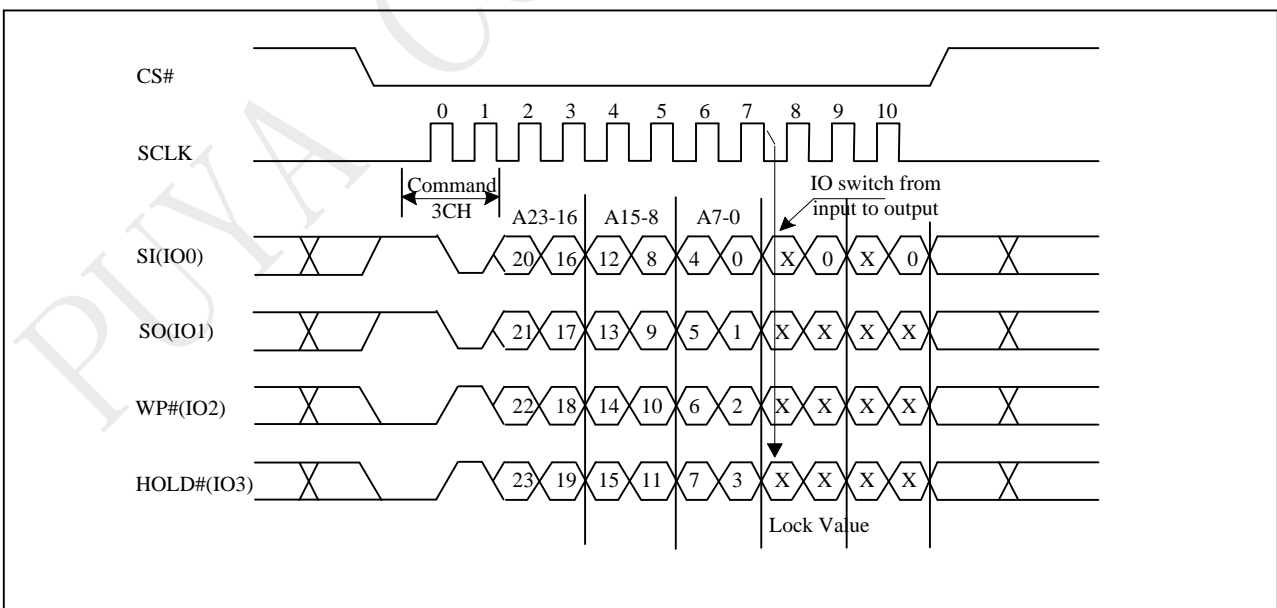 PUYA C
CS#
0 1 2 3 4 5 6 7 8 9 10
SCLK
Command
3CH
IO switch from
input to output
A23-16 A15-8 A7-0
SI(IO0) 20 16 12 8 4 0 X 0 X 0
SO(IO1) 21 17 13 9 5 1 X X X X
WP#(IO2) 22 18 14 10 6 2 X X X X
HOLD#(IO3) 23 19 15 11 7 3 X X X X
Lock Value